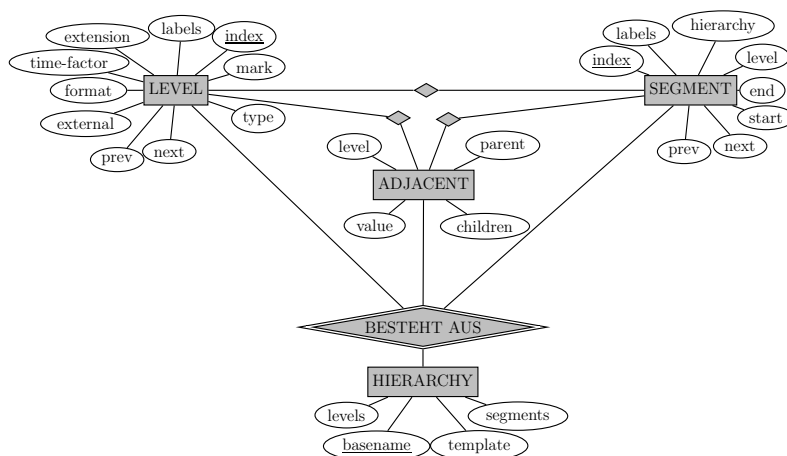 labels
index
extension
time-factor
mark
LEVEL
format
external
type
prev
next
labels
hierarchy
index
level
SEGMENT
end
start
prev
next
level
parent
ADJACENT
value
children
BESTEHT AUS
HIERARCHY
levels
segments
basename
template